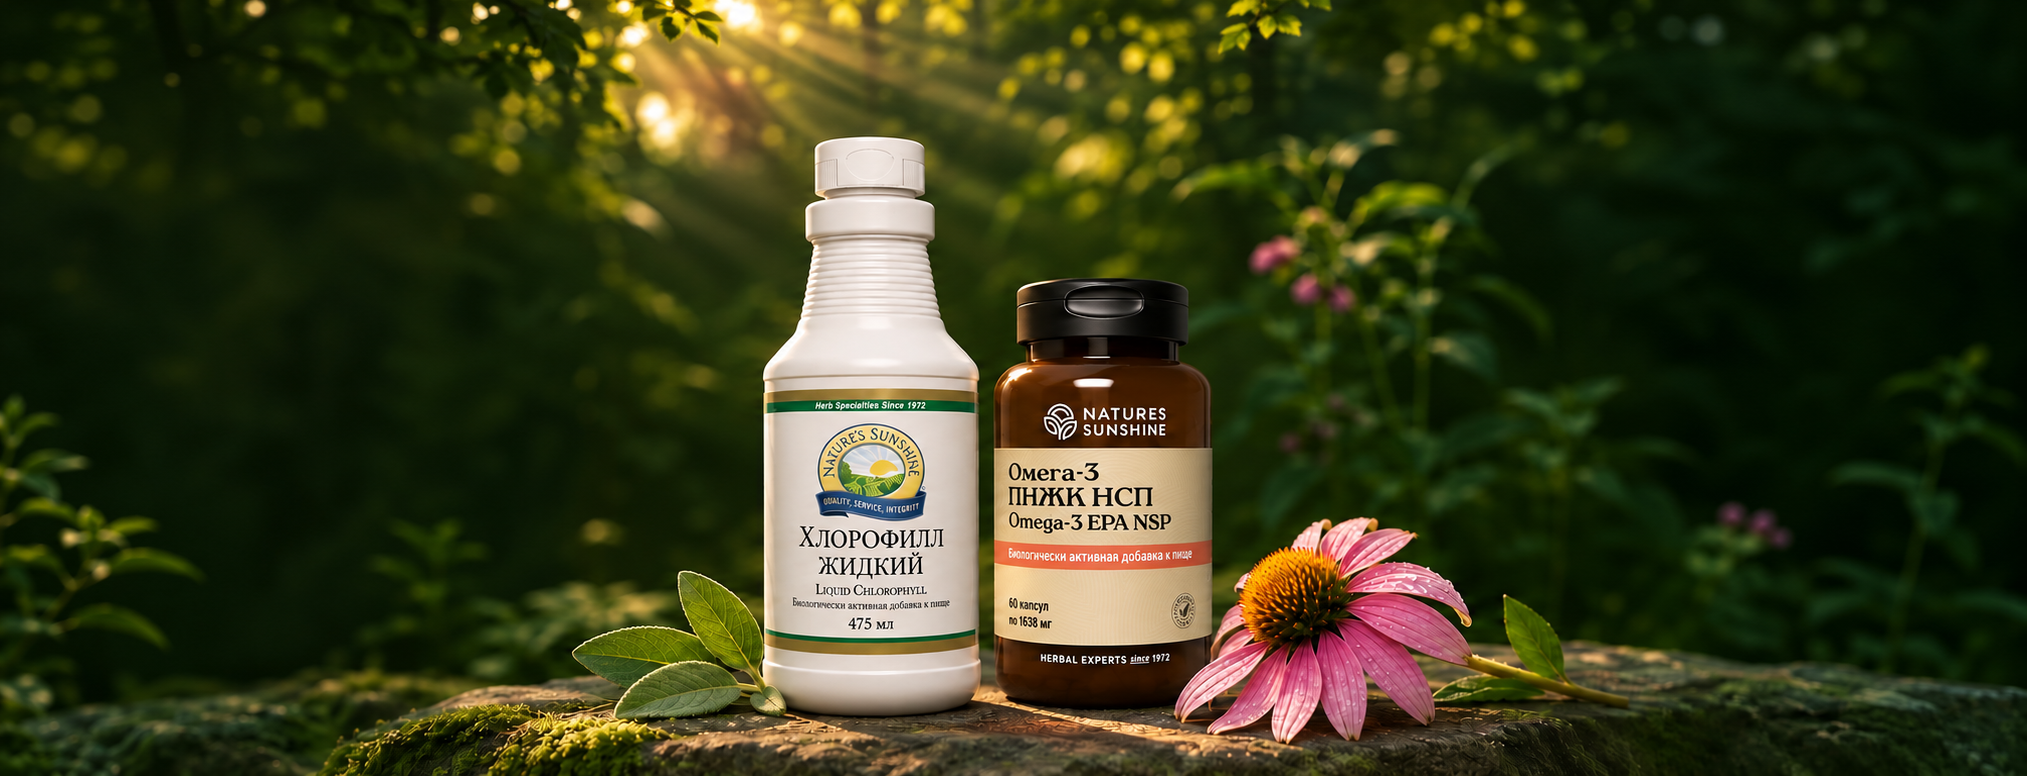 Herb Specialties Since 1972
NATURE'S SUNSHINE
QUALITY, SERVICE, INTEGRITY
ХЛОРОФИЛЛ
ЖИДКИЙ
LIQUID CHLOROPHYLL
Биологически активная добавка к пище
475 мл
NATURES
SUNSHINE
Омега-3
ПНЖК НСП
Omega-3 EPA NSP
Биологически активная добавка к пище
60 капсул
по 1638 мг
HERBAL EXPERTS since 1972